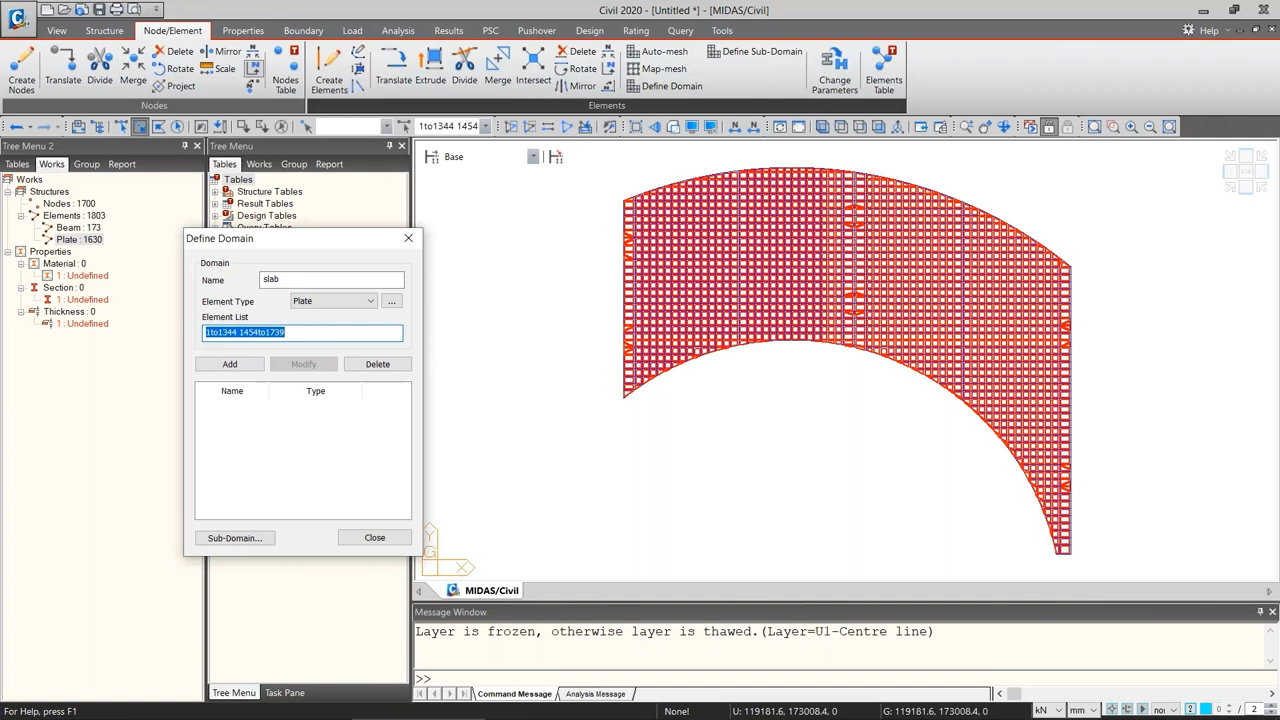 Civil 2020 - [Untitled *] - [MIDAS/Civil]
View Structure Node/Element Properties Boundary Load Analysis Results PSC Pushover Design Rating Query Tools Help
Create Nodes
Translate
Divide
Merge
Delete
Rotate
Mirror
Scale
Project
Nodes Table
Create Elements
Translate
Extrude
Divide
Merge
Intersect
Delete
Rotate
Mirror
Auto-mesh
Map-mesh
Define Domain
Define Sub-Domain
Change Parameters
Elements Table
Nodes
Elements
1to1344 1454
Tree Menu 2
Tables Works Group Report
Works
Structures
Nodes : 1700
Elements : 1803
Beam : 173
Plate : 1630
Properties
Material : 0
1 : Undefined
Section : 0
1 : Undefined
Thickness : 0
1 : Undefined
Tree Menu
Tables Works Group Report
Tables
Structure Tables
Result Tables
Design Tables
Query Tables
Define Domain
Domain
Name slab
Element Type Plate ...
Element List
1to1344 1454to1739
Add Modify Delete
Name Type
Sub-Domain... Close
Tree Menu Task Pane
Base
TOP
Y
G
X
MIDAS/Civil
Message Window
Layer is frozen, otherwise layer is thawed.(Layer=U1-Centre line)
>>
Command Message Analysis Message
For Help, press F1
None! U: 119181.6, 173008.4, 0 G: 119181.6, 173008.4, 0 kN mm noi 0 / 2